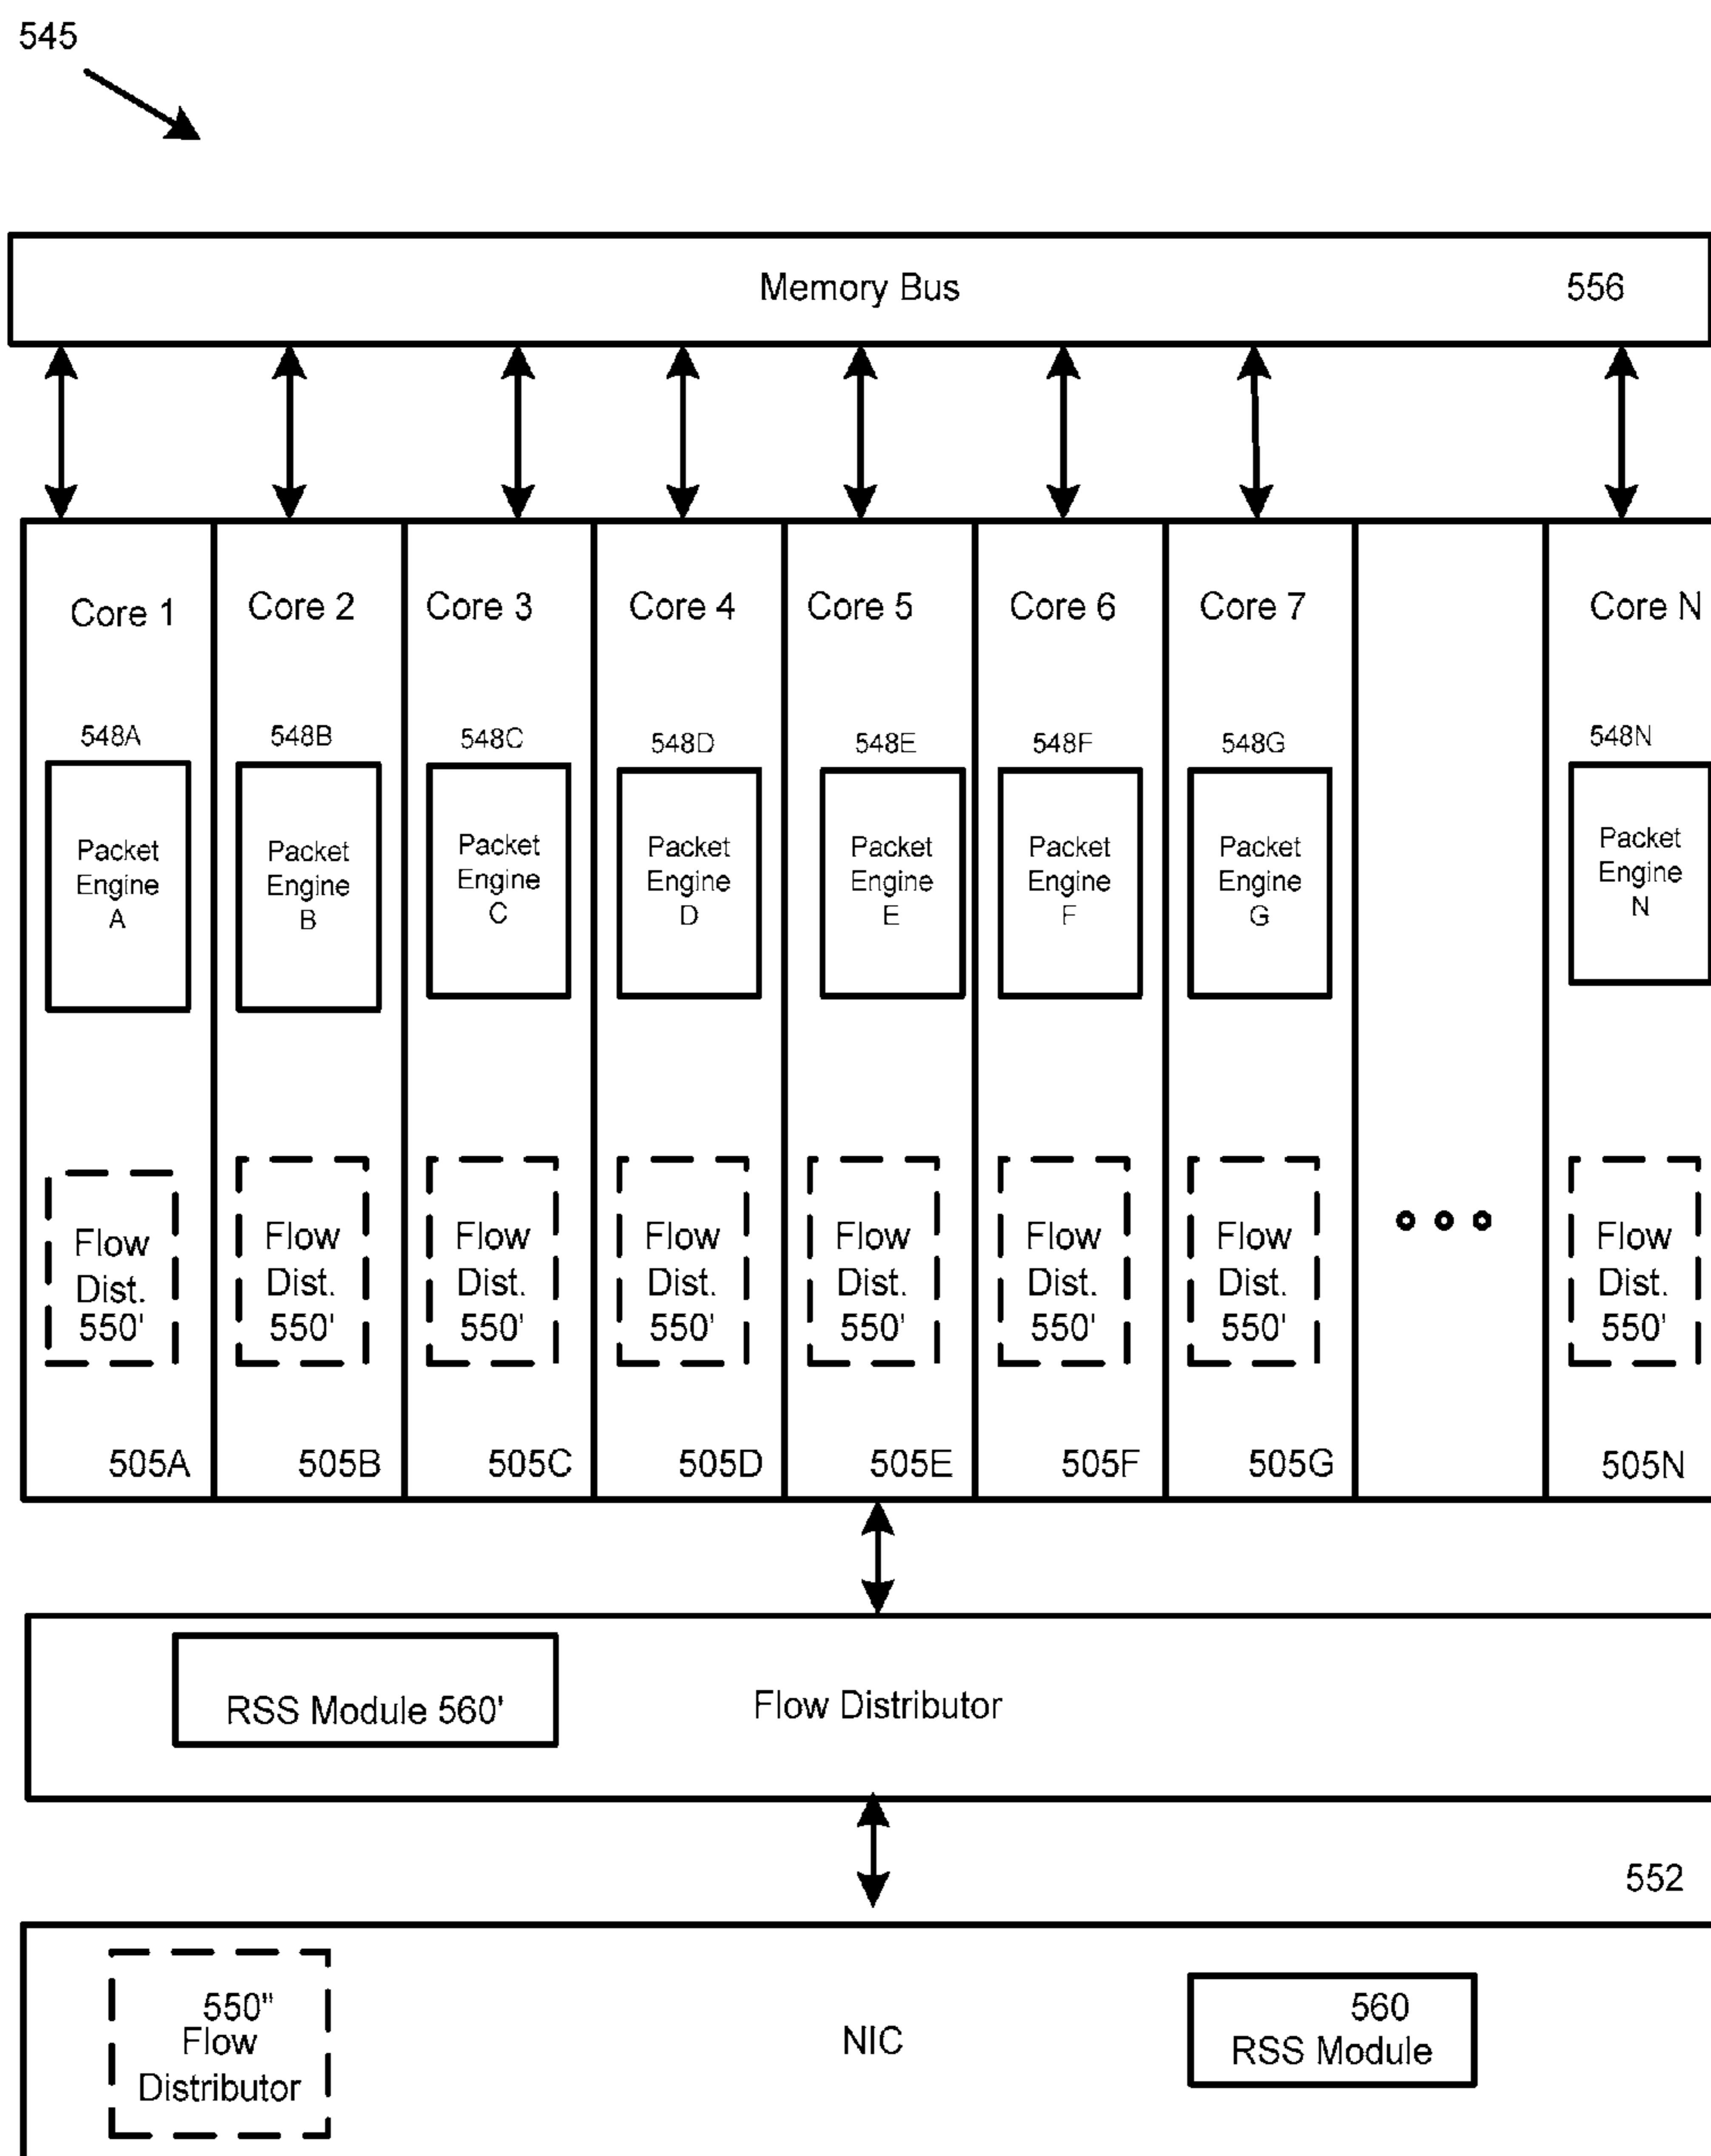 545
Memory Bus 556
Core 1 Core 2 Core 3 Core 4 Core 5 Core 6 Core 7 Core N
548A 548B 548C 548D 548E 548F 548G 548N
Packet Packet Packet Packet Packet Packet Packet Packet
Engine Engine Engine Engine Engine Engine Engine Engine
A B C D E F G N
Flow Flow Flow Flow Flow Flow Flow Flow
Dist. Dist. Dist. Dist. Dist. Dist. Dist. Dist.
550' 550' 550' 550' 550' 550' 550' 550'
505A 505B 505C 505D 505E 505F 505G 505N
RSS Module 560' Flow Distributor
552
550"
Flow
Distributor
NIC
560
RSS Module